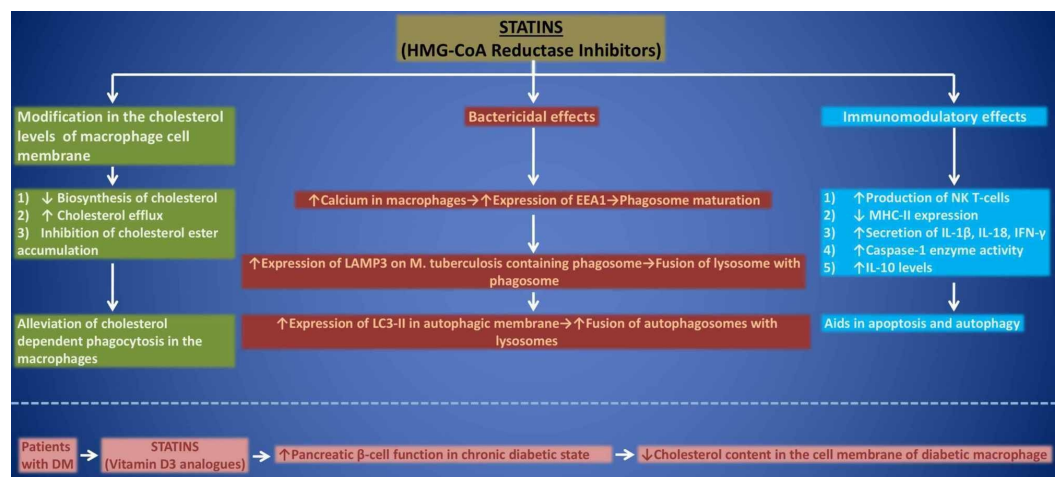 STATINS
(HMG-CoA Reductase Inhibitors)
Modification in the cholesterol
levels of macrophage cell
membrane
1) ↓ Biosynthesis of cholesterol
2) ↑ Cholesterol efflux
3) Inhibition of cholesterol ester
accumulation
Alleviation of cholesterol
dependent phagocytosis in the
macrophages
Bactericidal effects
↑Calcium in macrophages→↑Expression of EEA1→Phagosome maturation
↑Expression of LAMP3 on M. tuberculosis containing phagosome→Fusion of lysosome with
phagosome
↑Expression of LC3-II in autophagic membrane→↑Fusion of autophagosomes with
lysosomes
Immunomodulatory effects
1) ↑Production of NK T-cells
2) ↓ MHC-II expression
3) ↑Secretion of IL-1β, IL-18, IFN-γ
4) ↑Caspase-1 enzyme activity
5) ↑IL-10 levels
Aids in apoptosis and autophagy
Patients
with DM
STATINS
(Vitamin D3 analogues)
↑Pancreatic β-cell function in chronic diabetic state
↓Cholesterol content in the cell membrane of diabetic macrophage